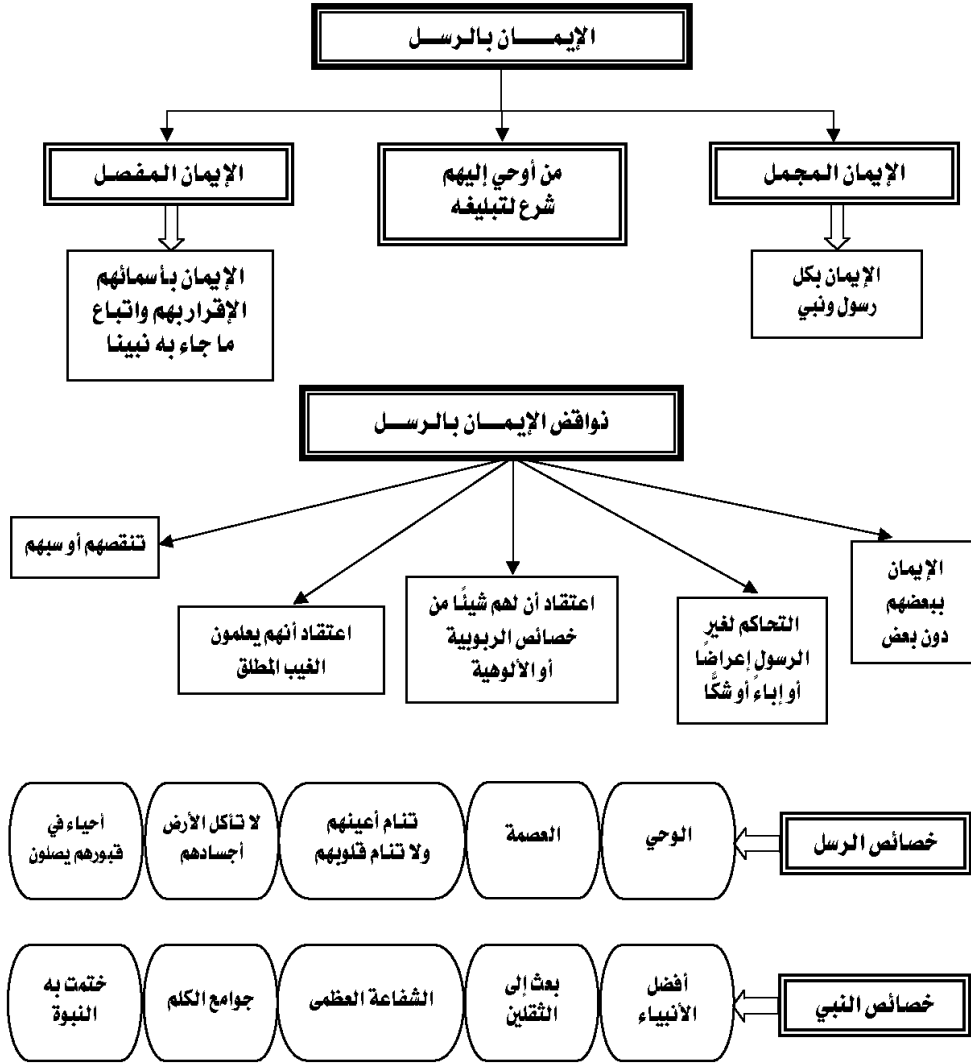 الإيمـــــان بالرســـل
الإيمان المجمل
من أوحي إليهم
شرع لتبليغه
الإيمان المفصل
الإيمان بكل
رسول ونبي
الإيمان بأسمائهم
الإقرار بهم واتباع
ما جاء به نبينا
نواقض الإيمـــان بالرســـل
الإيمان
ببعضهم
دون بعض
التحاكم لغير
الرسول إعراضًا
أو إباءً أو شكًّا
اعتقاد أن لهم شيئًا من
خصائص الربوبية
أو الألوهية
اعتقاد أنهم يعلمون
الغيب المطلق
تنقصهم أو سبهم
خصائص الرسل
الوحي
العصمة
تنام أعينهم
ولا تنام قلوبهم
لا تأكل الأرض
أجسادهم
أحياء في
قبورهم يصلون
خصائص النبي
أفضل
الأنبياء
بعث إلى
الثقلين
الشفاعة العظمى
جوامع الكلم
ختمت به
النبوة